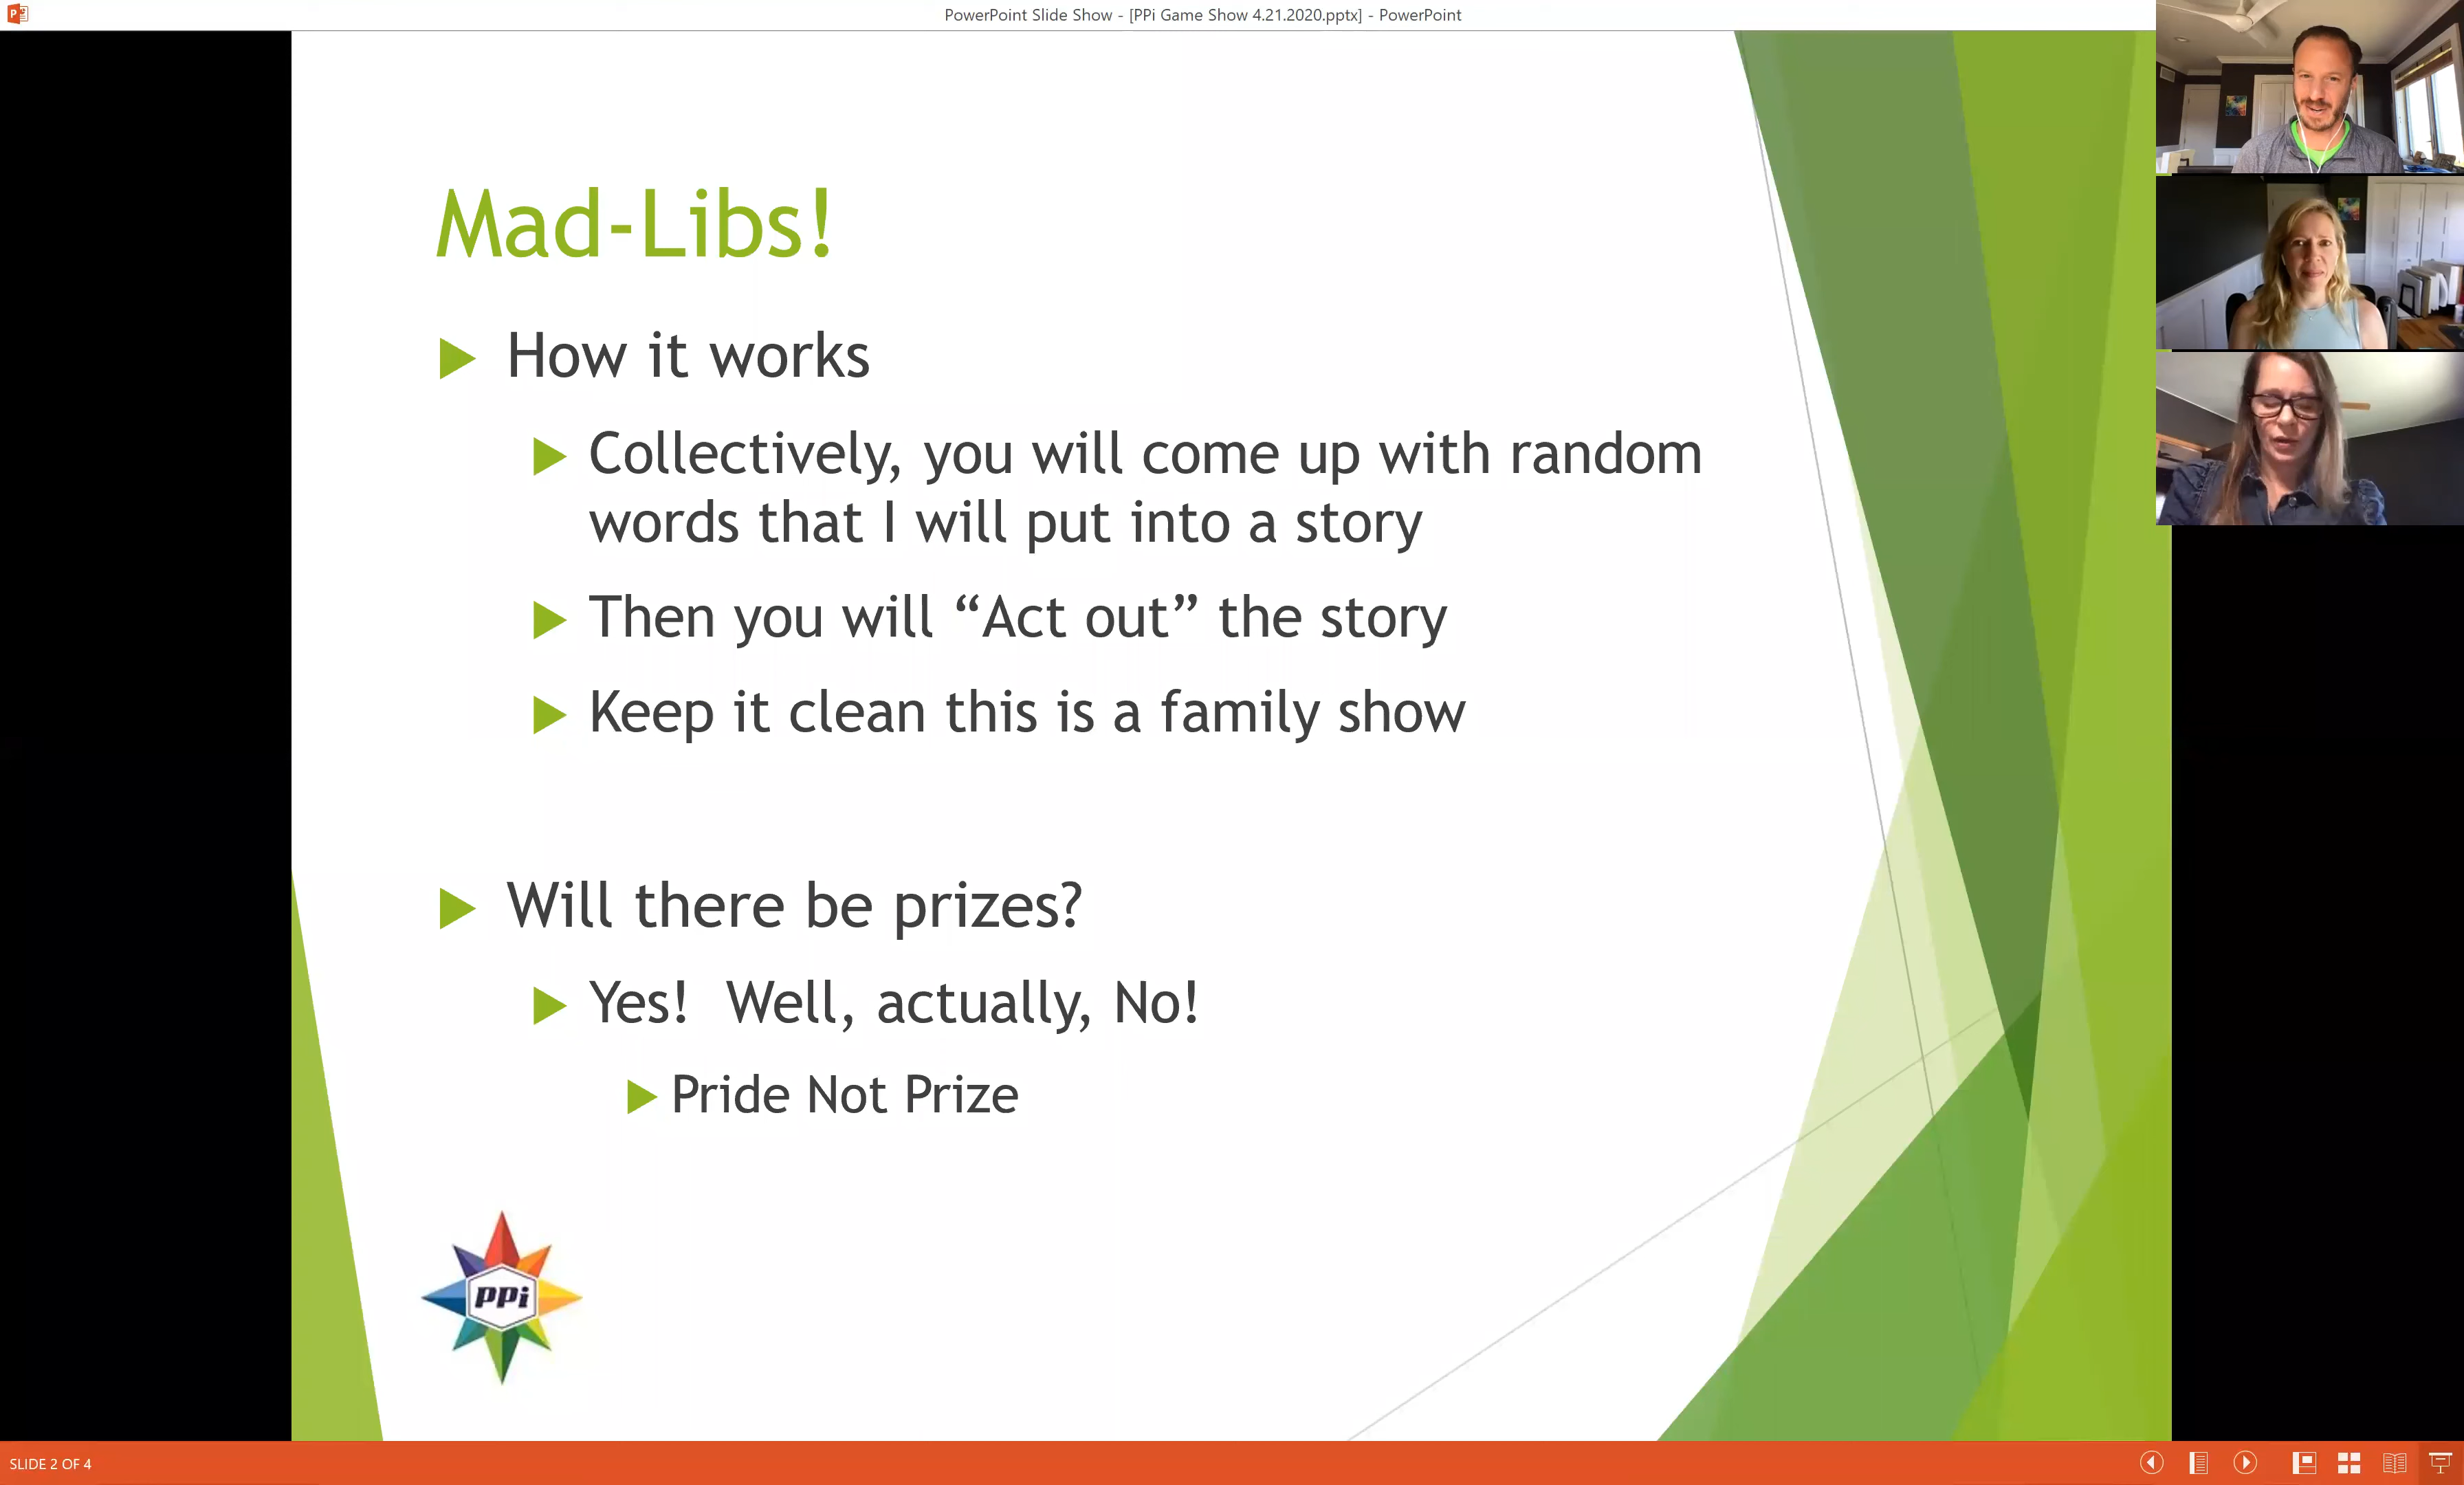 PowerPoint Slide Show - [PPi Game Show 4.21.2020.pptx] - PowerPoint
Mad-Libs!
How it works
Collectively, you will come up with random
words that I will put into a story
Then you will “Act out” the story
Keep it clean this is a family show
Will there be prizes?
Yes!  Well, actually, No!
Pride Not Prize
PPi
SLIDE 2 OF 4